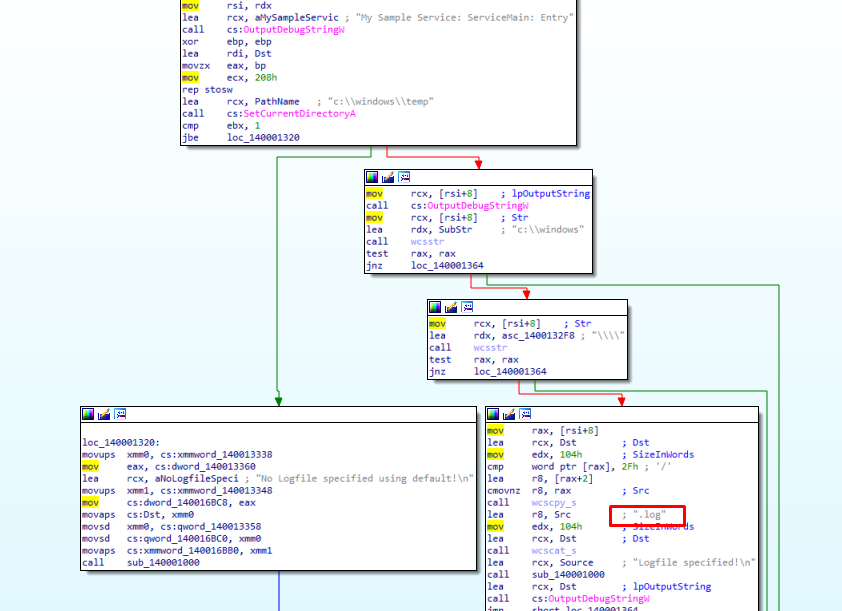 mov rsi, rdx
lea rcx, aMySampleServic ; "My Sample Service: ServiceMain: Entry"
call cs:OutputDebugStringW
xor ebp, ebp
lea rdi, Dst
movzx eax, bp
mov ecx, 208h
rep stosw
lea rcx, PathName ; "c:\\windows\\temp"
call cs:SetCurrentDirectoryA
cmp ebx, 1
jbe loc_140001320
mov rcx, [rsi+8] ; lpOutputString
call cs:OutputDebugStringW
mov rcx, [rsi+8] ; Str
lea rdx, SubStr ; "c:\\windows"
call wcsstr
test rax, rax
jnz loc_140001364
mov rcx, [rsi+8] ; Str
lea rdx, asc_1400132F8 ; "\\\\"
call wcsstr
test rax, rax
jnz loc_140001364
loc_140001320:
movups xmm0, cs:xmmword_140013338
mov eax, cs:dword_140013360
lea rcx, aNoLogfileSpeci ; "No Logfile specified using default!\n"
movups xmm1, cs:xmmword_140013348
mov cs:dword_140016BC8, eax
movaps cs:Dst, xmm0
movsd xmm0, cs:qword_140013358
movsd cs:qword_140016BC0, xmm0
movaps cs:xmmword_140016BB0, xmm1
call sub_140001000
mov rax, [rsi+8]
lea rcx, Dst ; Dst
mov edx, 104h ; SizeInWords
cmp word ptr [rax], 2Fh ; '/'
lea r8, [rax+2]
cmovnz r8, rax ; Src
call wcscpy_s
lea r8, Src ; ".log"
mov edx, 104h ; SizeInWords
lea rcx, Dst ; Dst
call wcscat_s
lea rcx, Source ; "Logfile specified!\n"
call sub_140001000
lea rcx, Dst ; lpOutputString
call cs:OutputDebugStringW
jmp short loc_140001364